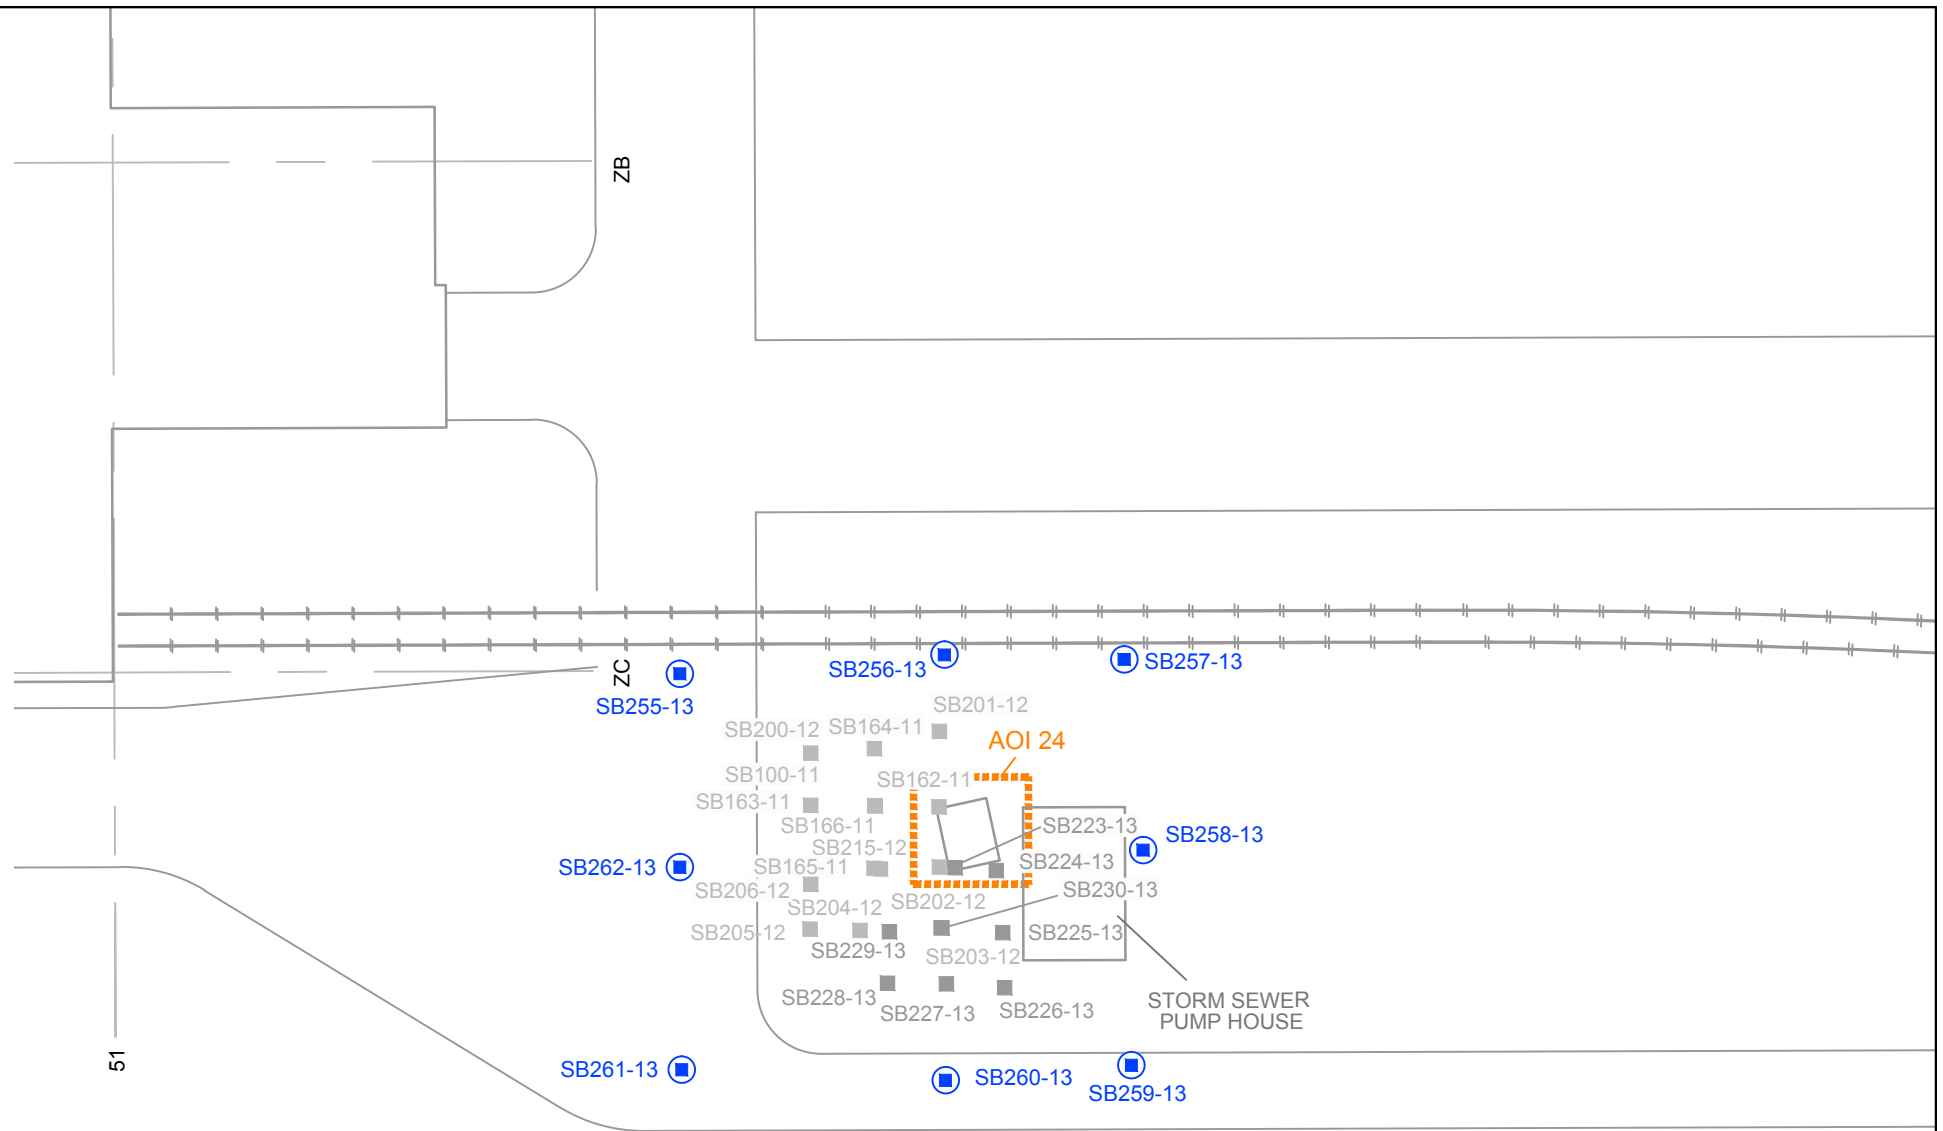 ZB
ZC
SB255-13
SB256-13
SB257-13
SB201-12
SB200-12
SB164-11
AOI 24
SB100-11
SB162-11
SB163-11
SB166-11
SB223-13
SB258-13
SB215-12
SB262-13
SB165-11
SB224-13
SB206-12
SB230-13
SB204-12
SB202-12
SB205-12
SB225-13
SB229-13
SB203-12
SB228-13
SB227-13
SB226-13
STORM SEWER
PUMP HOUSE
51
SB261-13
SB260-13
SB259-13